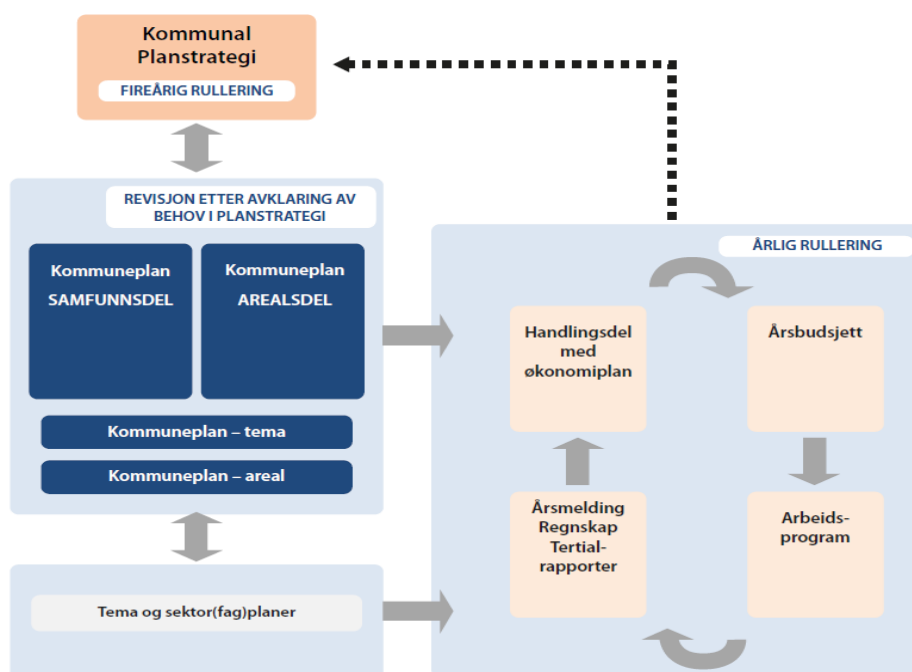 Kommunal
Planstrategi
FIREÅRIG RULLERING
REVISJON ETTER AVKLARING AV
BEHOV I PLANSTRATEGI
Kommuneplan
SAMFUNNSDEL
Kommuneplan
AREALSDEL
Kommuneplan – tema
Kommuneplan – areal
Tema og sektor(fag)planer
ÅRLIG RULLERING
Handlingsdel
med
økonomiplan
Årsbudsjett
Årsmelding
Regnskap
Tertial-
rapporter
Arbeids-
program